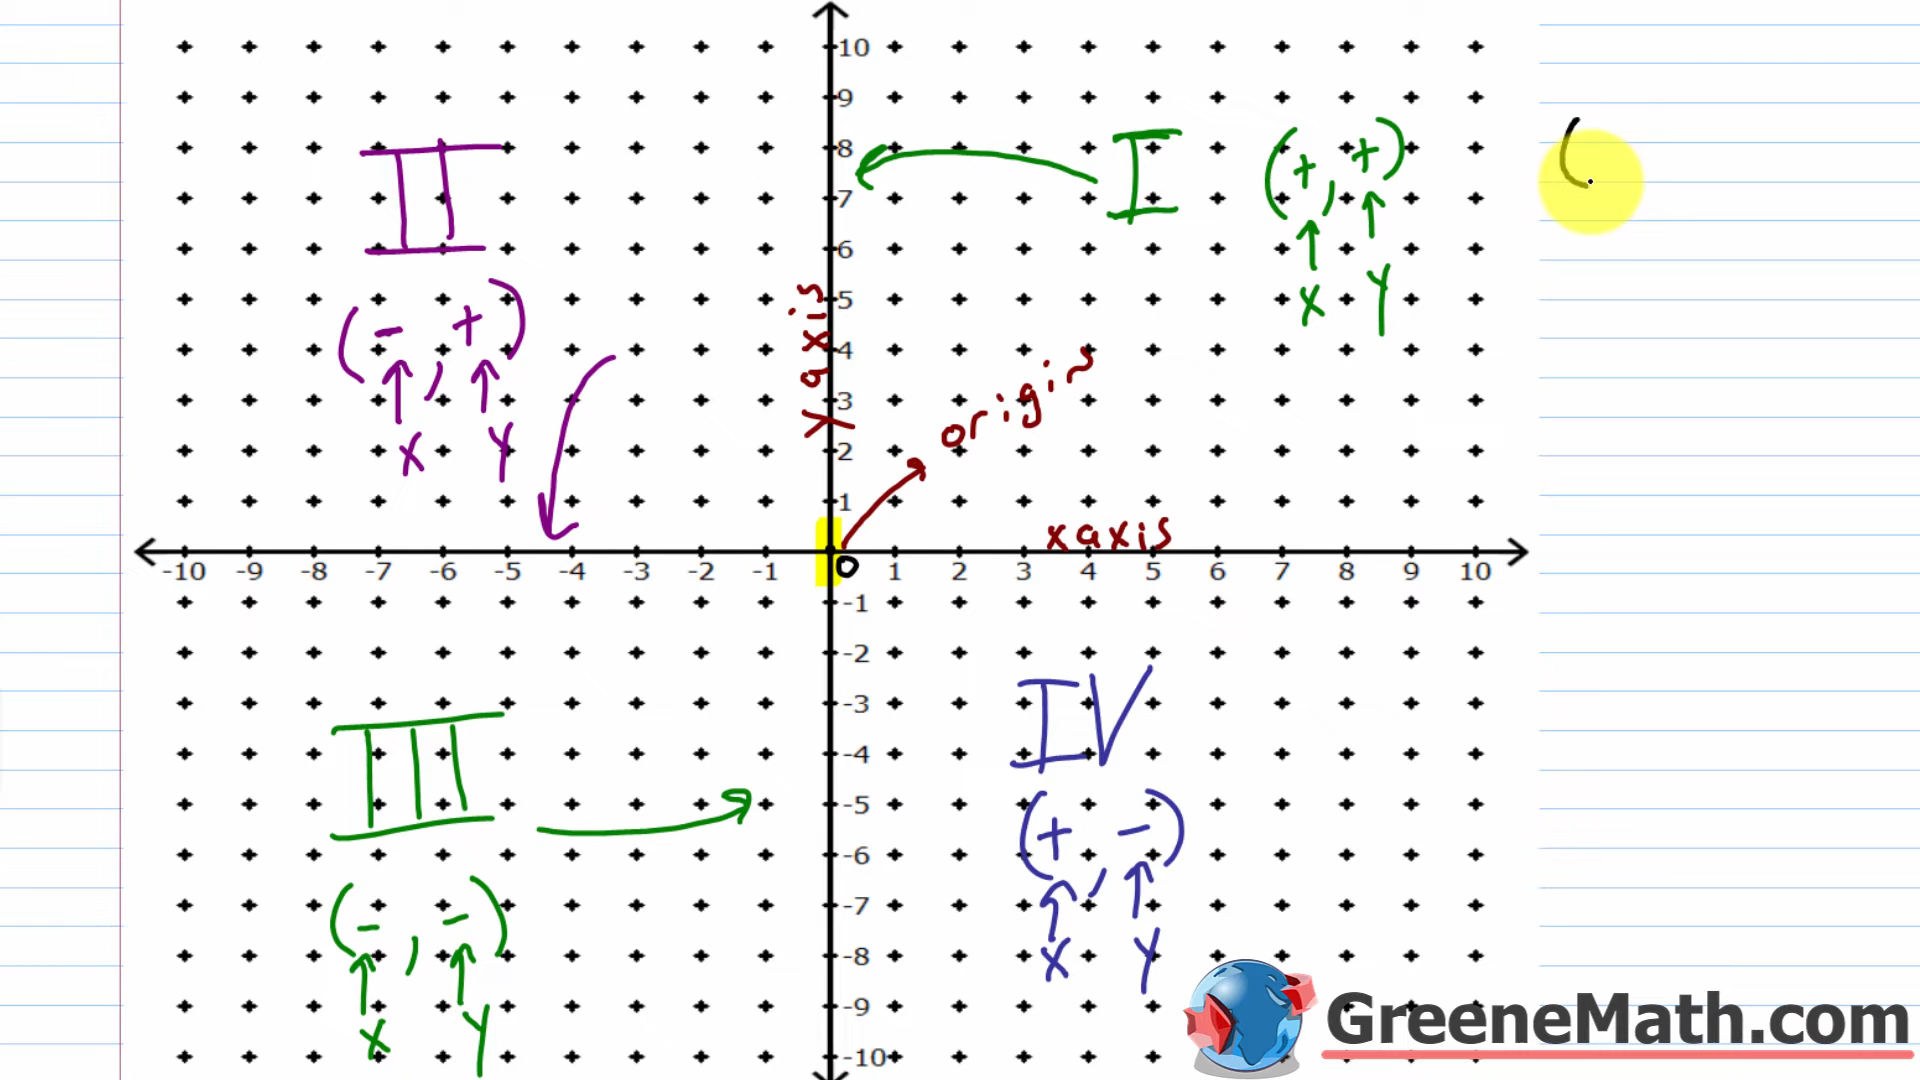 10
9
8
7
6
5
4
3
2
1
II
(-, +)
X Y
I (+, +)
X Y
y axis
origin
x axis
-10 -9 -8 -7 -6 -5 -4 -3 -2 -1 0 1 2 3 4 5 6 7 8 9 10
-1
-2
-3
-4
-5
-6
-7
-8
-9
-10
III
(-, -)
X Y
IV
(+, -)
X Y
(
GreeneMath.com